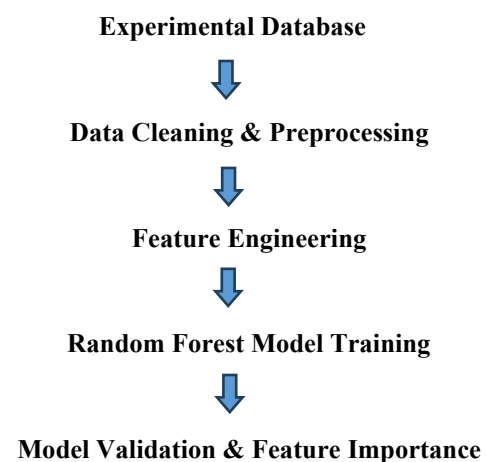 Experimental Database
Data Cleaning & Preprocessing
Feature Engineering
Random Forest Model Training
Model Validation & Feature Importance